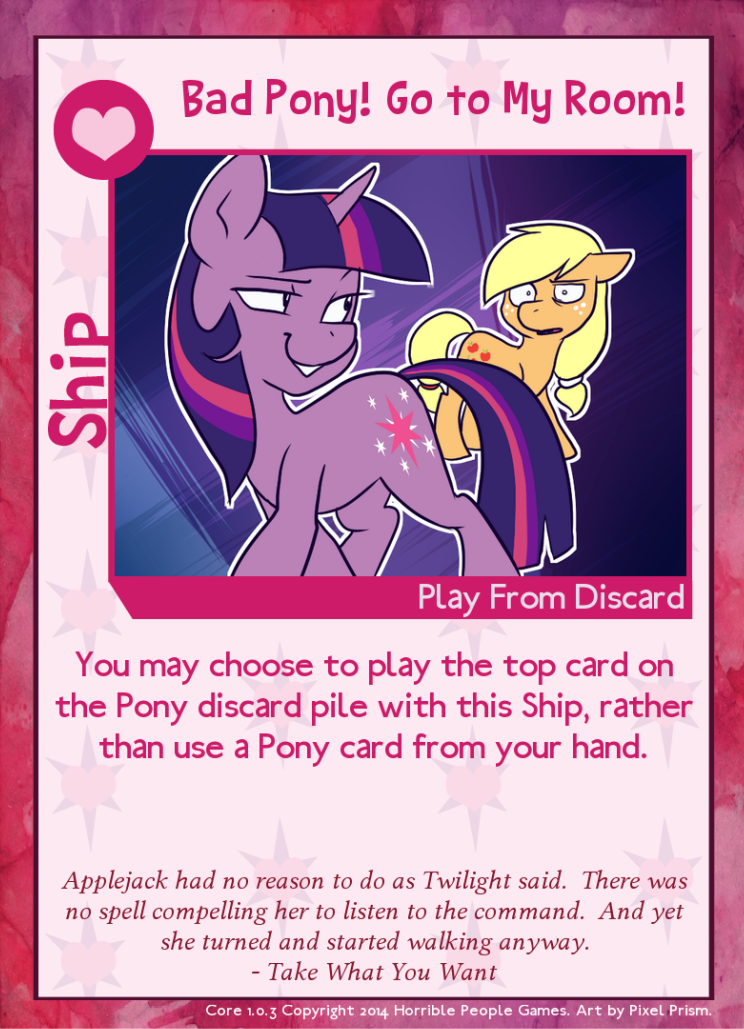 Bad Pony! Go to My Room!
Ship
Play From Discard
You may choose to play the top card on
the Pony discard pile with this Ship, rather
than use a Pony card from your hand.
Applejack had no reason to do as Twilight said. There was
no spell compelling her to listen to the command. And yet
she turned and started walking anyway.
- Take What You Want
Core 1.0.3 Copyright 2014 Horrible People Games. Art by Pixel Prism.